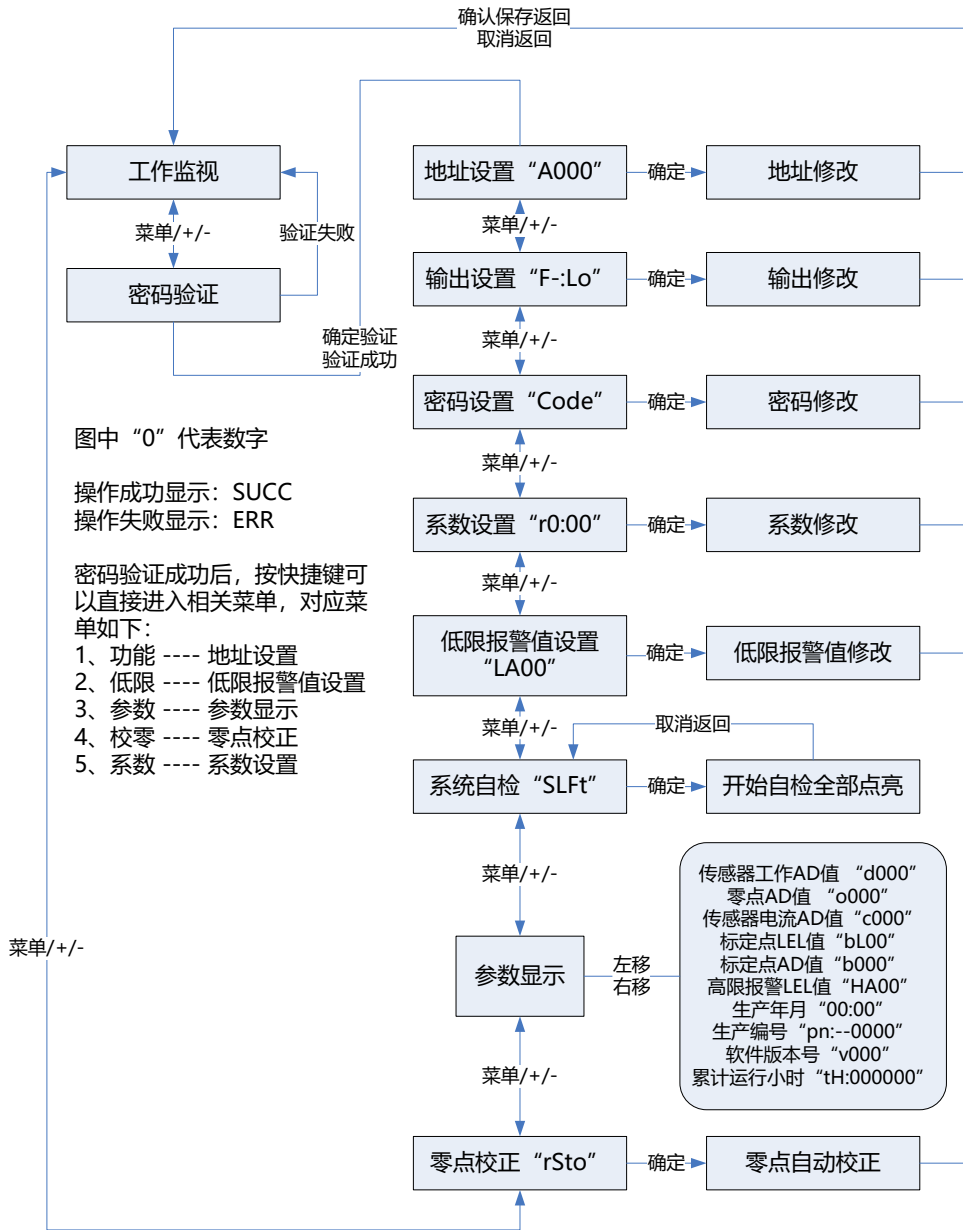 确认保存返回
取消返回
工作监视
地址设置“A000”
确定
地址修改
菜单/+/-
验证失败
菜单/+/-
密码验证
输出设置“F-:Lo”
确定
输出修改
确定验证
验证成功
菜单/+/-
密码设置“Code”
确定
密码修改
图中“0”代表数字
操作成功显示：SUCC
操作失败显示：ERR
密码验证成功后，按快捷键可
以直接进入相关菜单，对应菜
单如下：
1、功能 ---- 地址设置
2、低限 ---- 低限报警值设置
3、参数 ---- 参数显示
4、校零 ---- 零点校正
5、系数 ---- 系数设置
菜单/+/-
系数设置“r0:00”
确定
系数修改
菜单/+/-
低限报警值设置
“LA00”
确定
低限报警值修改
菜单/+/-
取消返回
系统自检“SLFt”
确定
开始自检全部点亮
菜单/+/-
菜单/+/-
参数显示
左移
右移
传感器工作AD值 “d000”
零点AD值 “o000”
传感器电流AD值“c000”
标定点LEL值“bL00”
标定点AD值“b000”
高限报警LEL值“HA00”
生产年月“00:00”
生产编号“pn:--0000”
软件版本号“v000”
累计运行小时“tH:000000”
菜单/+/-
零点校正“rSto”
确定
零点自动校正